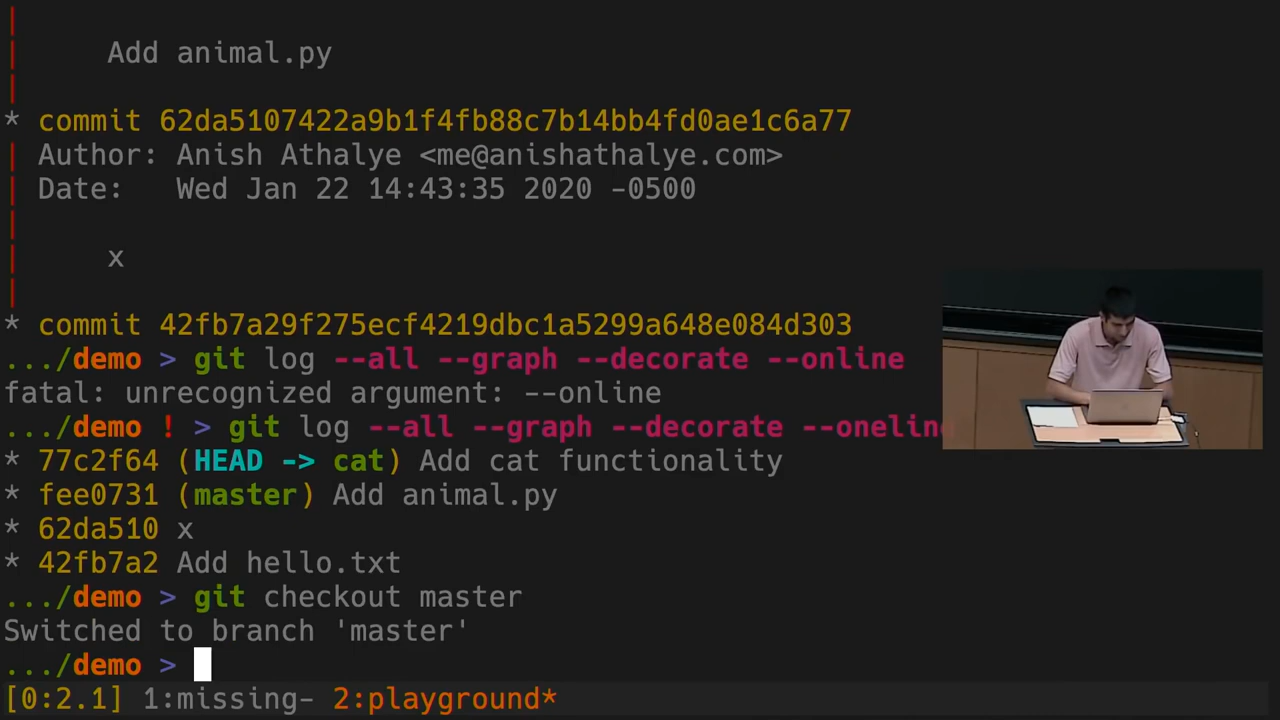 Add animal.py
* commit 62da5107422a9b1f4fb88c7b14bb4fd0ae1c6a77
| Author: Anish Athalye <me@anishathalye.com>
| Date:   Wed Jan 22 14:43:35 2020 -0500
x
* commit 42fb7a29f275ecf4219dbc1a5299a648e084d303
.../demo > git log --all --graph --decorate --online
fatal: unrecognized argument: --online
.../demo ! > git log --all --graph --decorate --oneline
* 77c2f64 (HEAD -> cat) Add cat functionality
* fee0731 (master) Add animal.py
* 62da510 x
* 42fb7a2 Add hello.txt
.../demo > git checkout master
Switched to branch 'master'
.../demo >
[0:2.1] 1:missing- 2:playground*